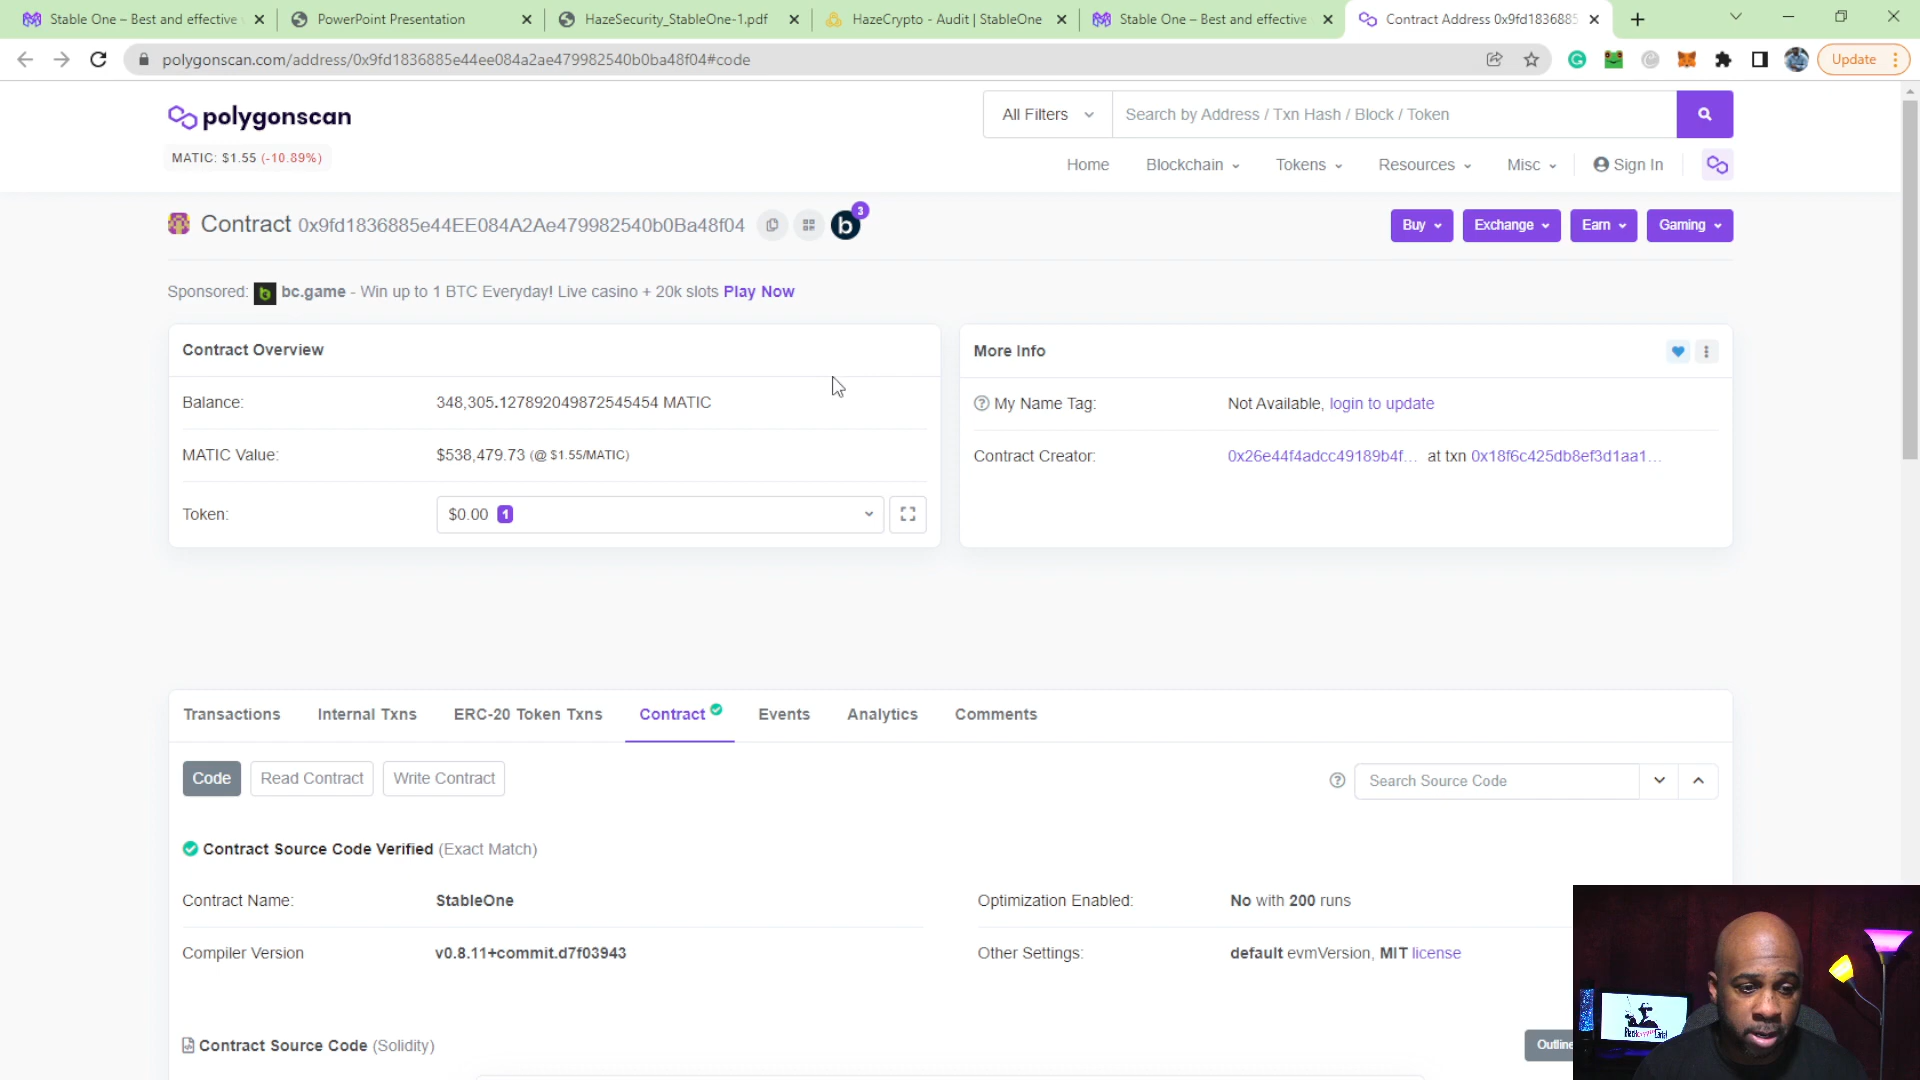 Stable One – Best and effective
PowerPoint Presentation
HazeSecurity_StableOne-1.pdf
HazeCrypto - Audit | StableOne
Stable One – Best and effective
Contract Address 0x9fd1836885
polygonscan.com/address/0x9fd1836885e44ee084a2ae479982540b0ba48f04#code
Update
polygonscan
All Filters
Search by Address / Txn Hash / Block / Token
MATIC: $1.55 (-10.89%)
Home
Blockchain
Tokens
Resources
Misc
Sign In
Contract 0x9fd1836885e44EE084A2Ae479982540b0Ba48f04
b
3
Buy
Exchange
Earn
Gaming
Sponsored: bc.game - Win up to 1 BTC Everyday! Live casino + 20k slots Play Now
Contract Overview
Balance: 348,305.127892049872545454 MATIC
MATIC Value: $538,479.73 (@ $1.55/MATIC)
Token: $0.00 1
More Info
My Name Tag: Not Available, login to update
Contract Creator: 0x26e44f4adcc49189b4f... at txn 0x18f6c425db8ef3d1aa1...
Transactions
Internal Txns
ERC-20 Token Txns
Contract
Events
Analytics
Comments
Code
Read Contract
Write Contract
Search Source Code
Contract Source Code Verified (Exact Match)
Contract Name: StableOne
Optimization Enabled: No with 200 runs
Compiler Version v0.8.11+commit.d7f03943
Other Settings: default evmVersion, MIT license
Contract Source Code (Solidity)
Outline